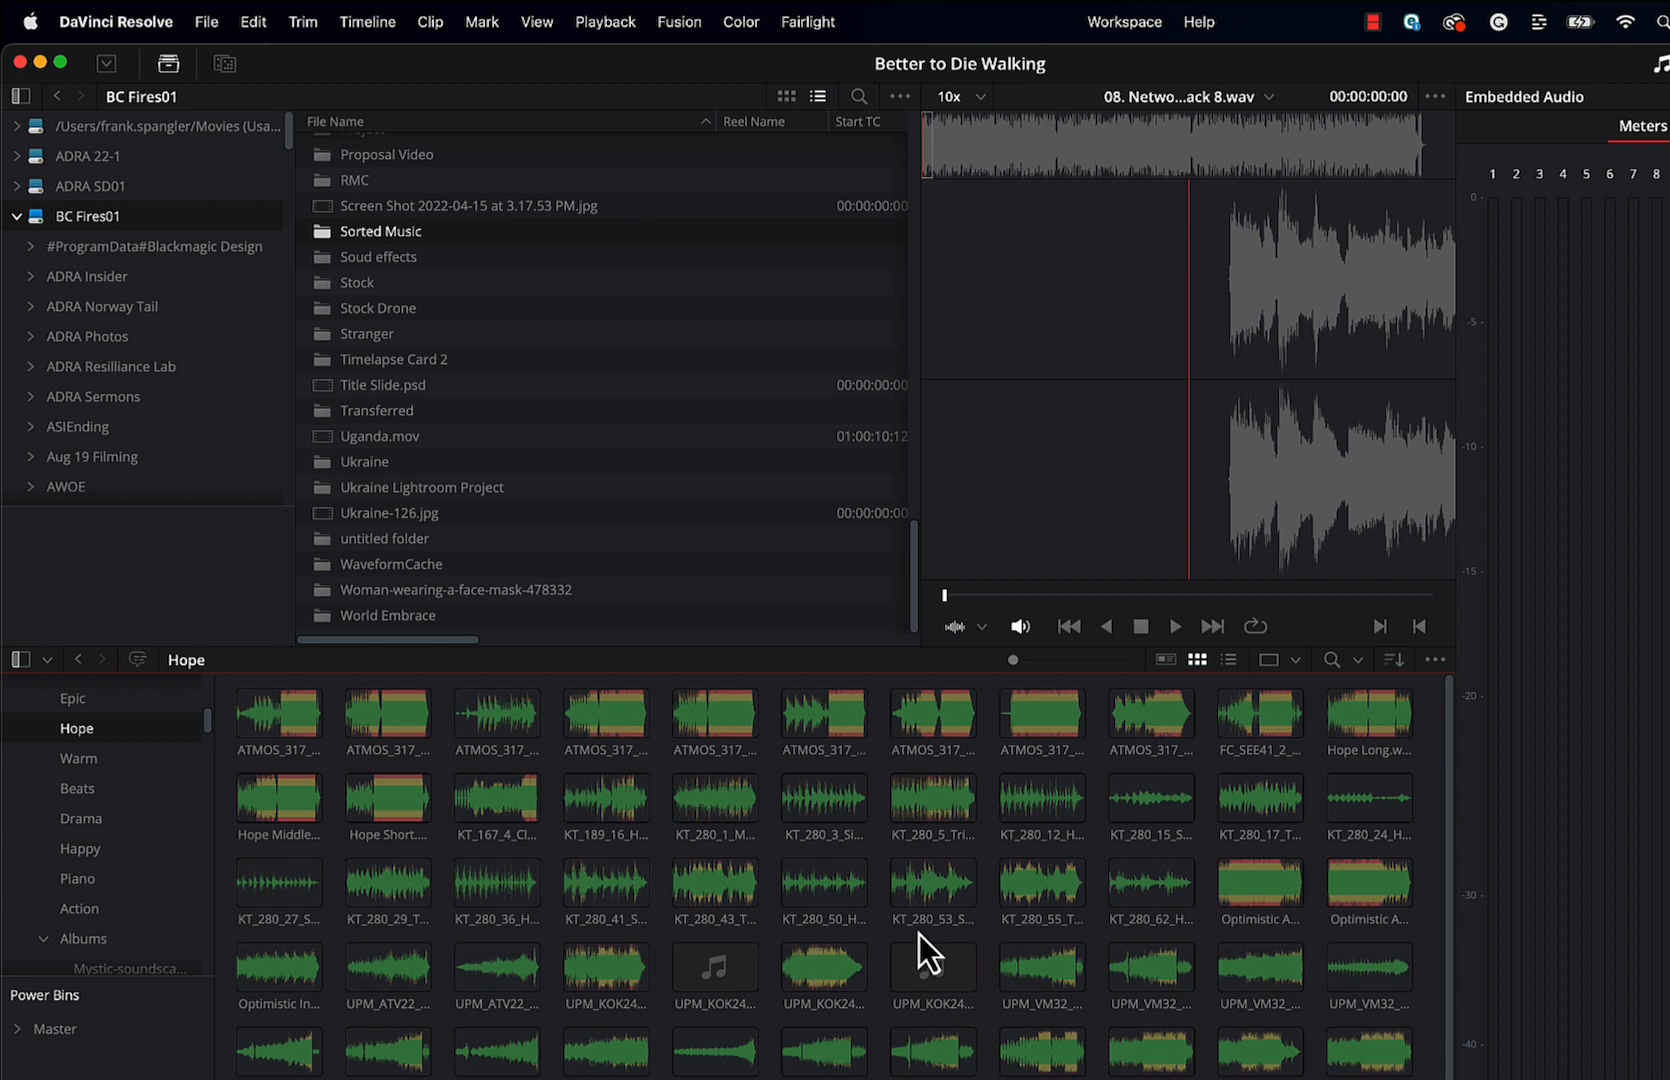 DaVinci Resolve File Edit Trim Timeline Clip Mark View Playback Fusion Color Fairlight Workspace Help
Better to Die Walking
BC Fires01
10x 08. Netwo...ack 8.wav 00:00:00:00 Embedded Audio
File Name Reel Name Start TC
Meters
/Users/frank.spangler/Movies (Usa...
ADRA 22-1
ADRA SD01
BC Fires01
#ProgramData#Blackmagic Design
ADRA Insider
ADRA Norway Tail
ADRA Photos
ADRA Resilliance Lab
ADRA Sermons
ASIEnding
Aug 19 Filming
AWOE
Project
Proposal Video
RMC
Screen Shot 2022-04-15 at 3.17.53 PM.jpg 00:00:00:00
Sorted Music
Soud effects
Stock
Stock Drone
Stranger
Timelapse Card 2
Title Slide.psd 00:00:00:00
Transferred
Uganda.mov 01:00:10:12
Ukraine
Ukraine Lightroom Project
Ukraine-126.jpg 00:00:00:00
untitled folder
WaveformCache
Woman-wearing-a-face-mask-478332
World Embrace
1 2 3 4 5 6 7 8
0
-5
-10
-15
-20
-30
-40
Hope
Epic
Hope
Warm
Beats
Drama
Happy
Piano
Action
Albums
Mystic-soundsca...
Power Bins
Master
ATMOS_317_... ATMOS_317_... ATMOS_317_... ATMOS_317_... ATMOS_317_... ATMOS_317_... ATMOS_317_... ATMOS_317_... ATMOS_317_... FC_SEE41_2_... Hope Long.w...
Hope Middle... Hope Short.... KT_167_4_Cl... KT_189_16_H... KT_280_1_M... KT_280_3_Si... KT_280_5_Tri... KT_280_12_H... KT_280_15_S... KT_280_17_T... KT_280_24_H...
KT_280_27_S... KT_280_29_T... KT_280_36_H... KT_280_41_S... KT_280_43_T... KT_280_50_H... KT_280_53_S... KT_280_55_T... KT_280_62_H... Optimistic A... Optimistic A...
Optimistic In... UPM_ATV22_... UPM_ATV22_... UPM_KOK24... UPM_KOK24... UPM_KOK24... UPM_KOK24... UPM_VM32_... UPM_VM32_... UPM_VM32_... UPM_VM32_...